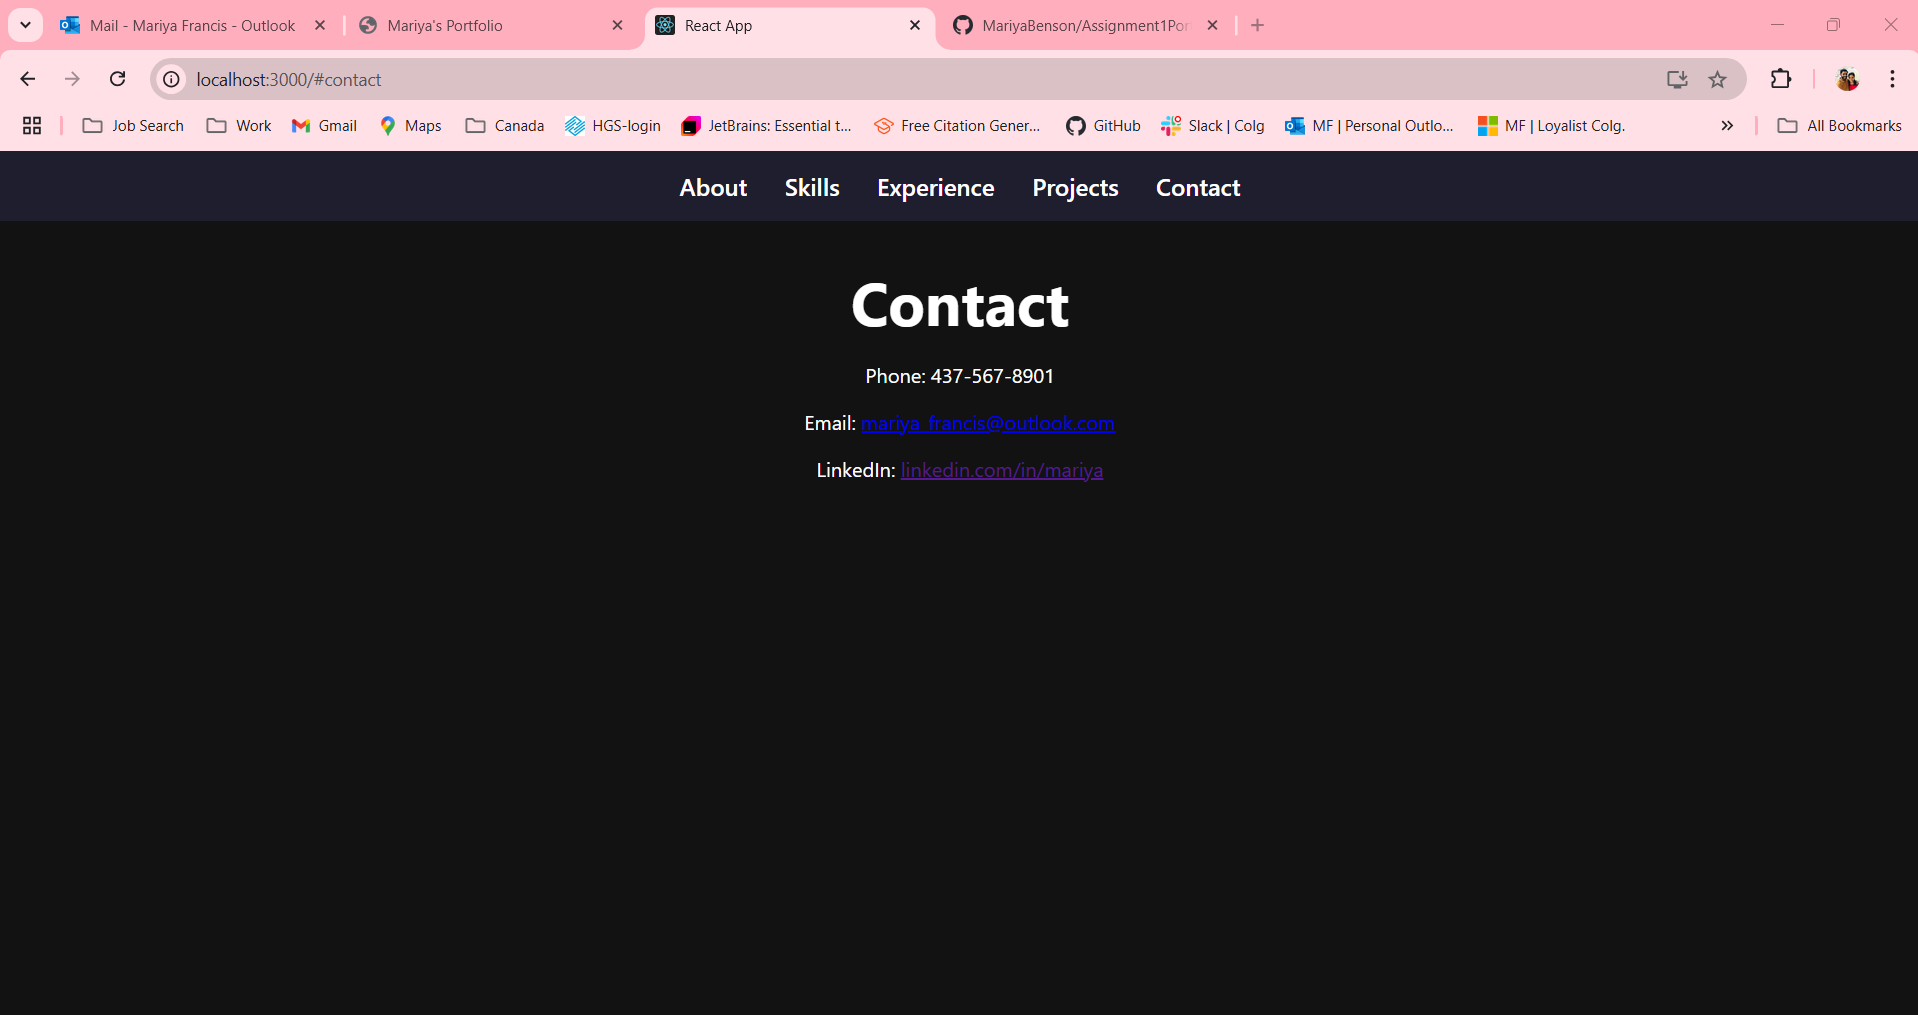 Mail - Mariya Francis - Outlook
Mariya's Portfolio
React App
MariyaBenson/Assignment1Por
localhost:3000/#contact
Job Search
Work
Gmail
Maps
Canada
HGS-login
JetBrains: Essential t...
Free Citation Gener...
GitHub
Slack | Colg
MF | Personal Outlo...
MF | Loyalist Colg.
All Bookmarks
About
Skills
Experience
Projects
Contact
Contact
Phone: 437-567-8901
Email: mariya_francis@outlook.com
LinkedIn: linkedin.com/in/mariya